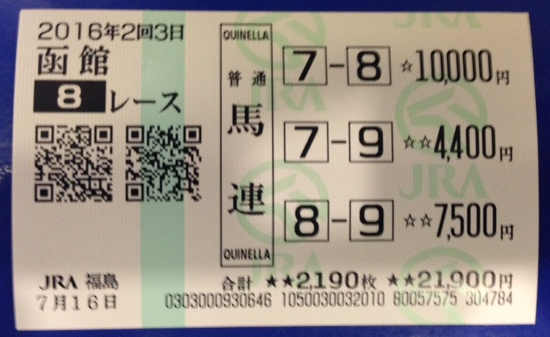 2016年2回3日
函館
8レース
JRA 福島
7月16日
QUINELLA
普通
馬連
QUINELLA
7-8 ☆10,000円
7-9 ☆☆4,400円
8-9 ☆☆7,500円
合計 ★★2190枚 ★★21,900円
0303000930646 1050030032010 80057575 304784
JRA
JRA